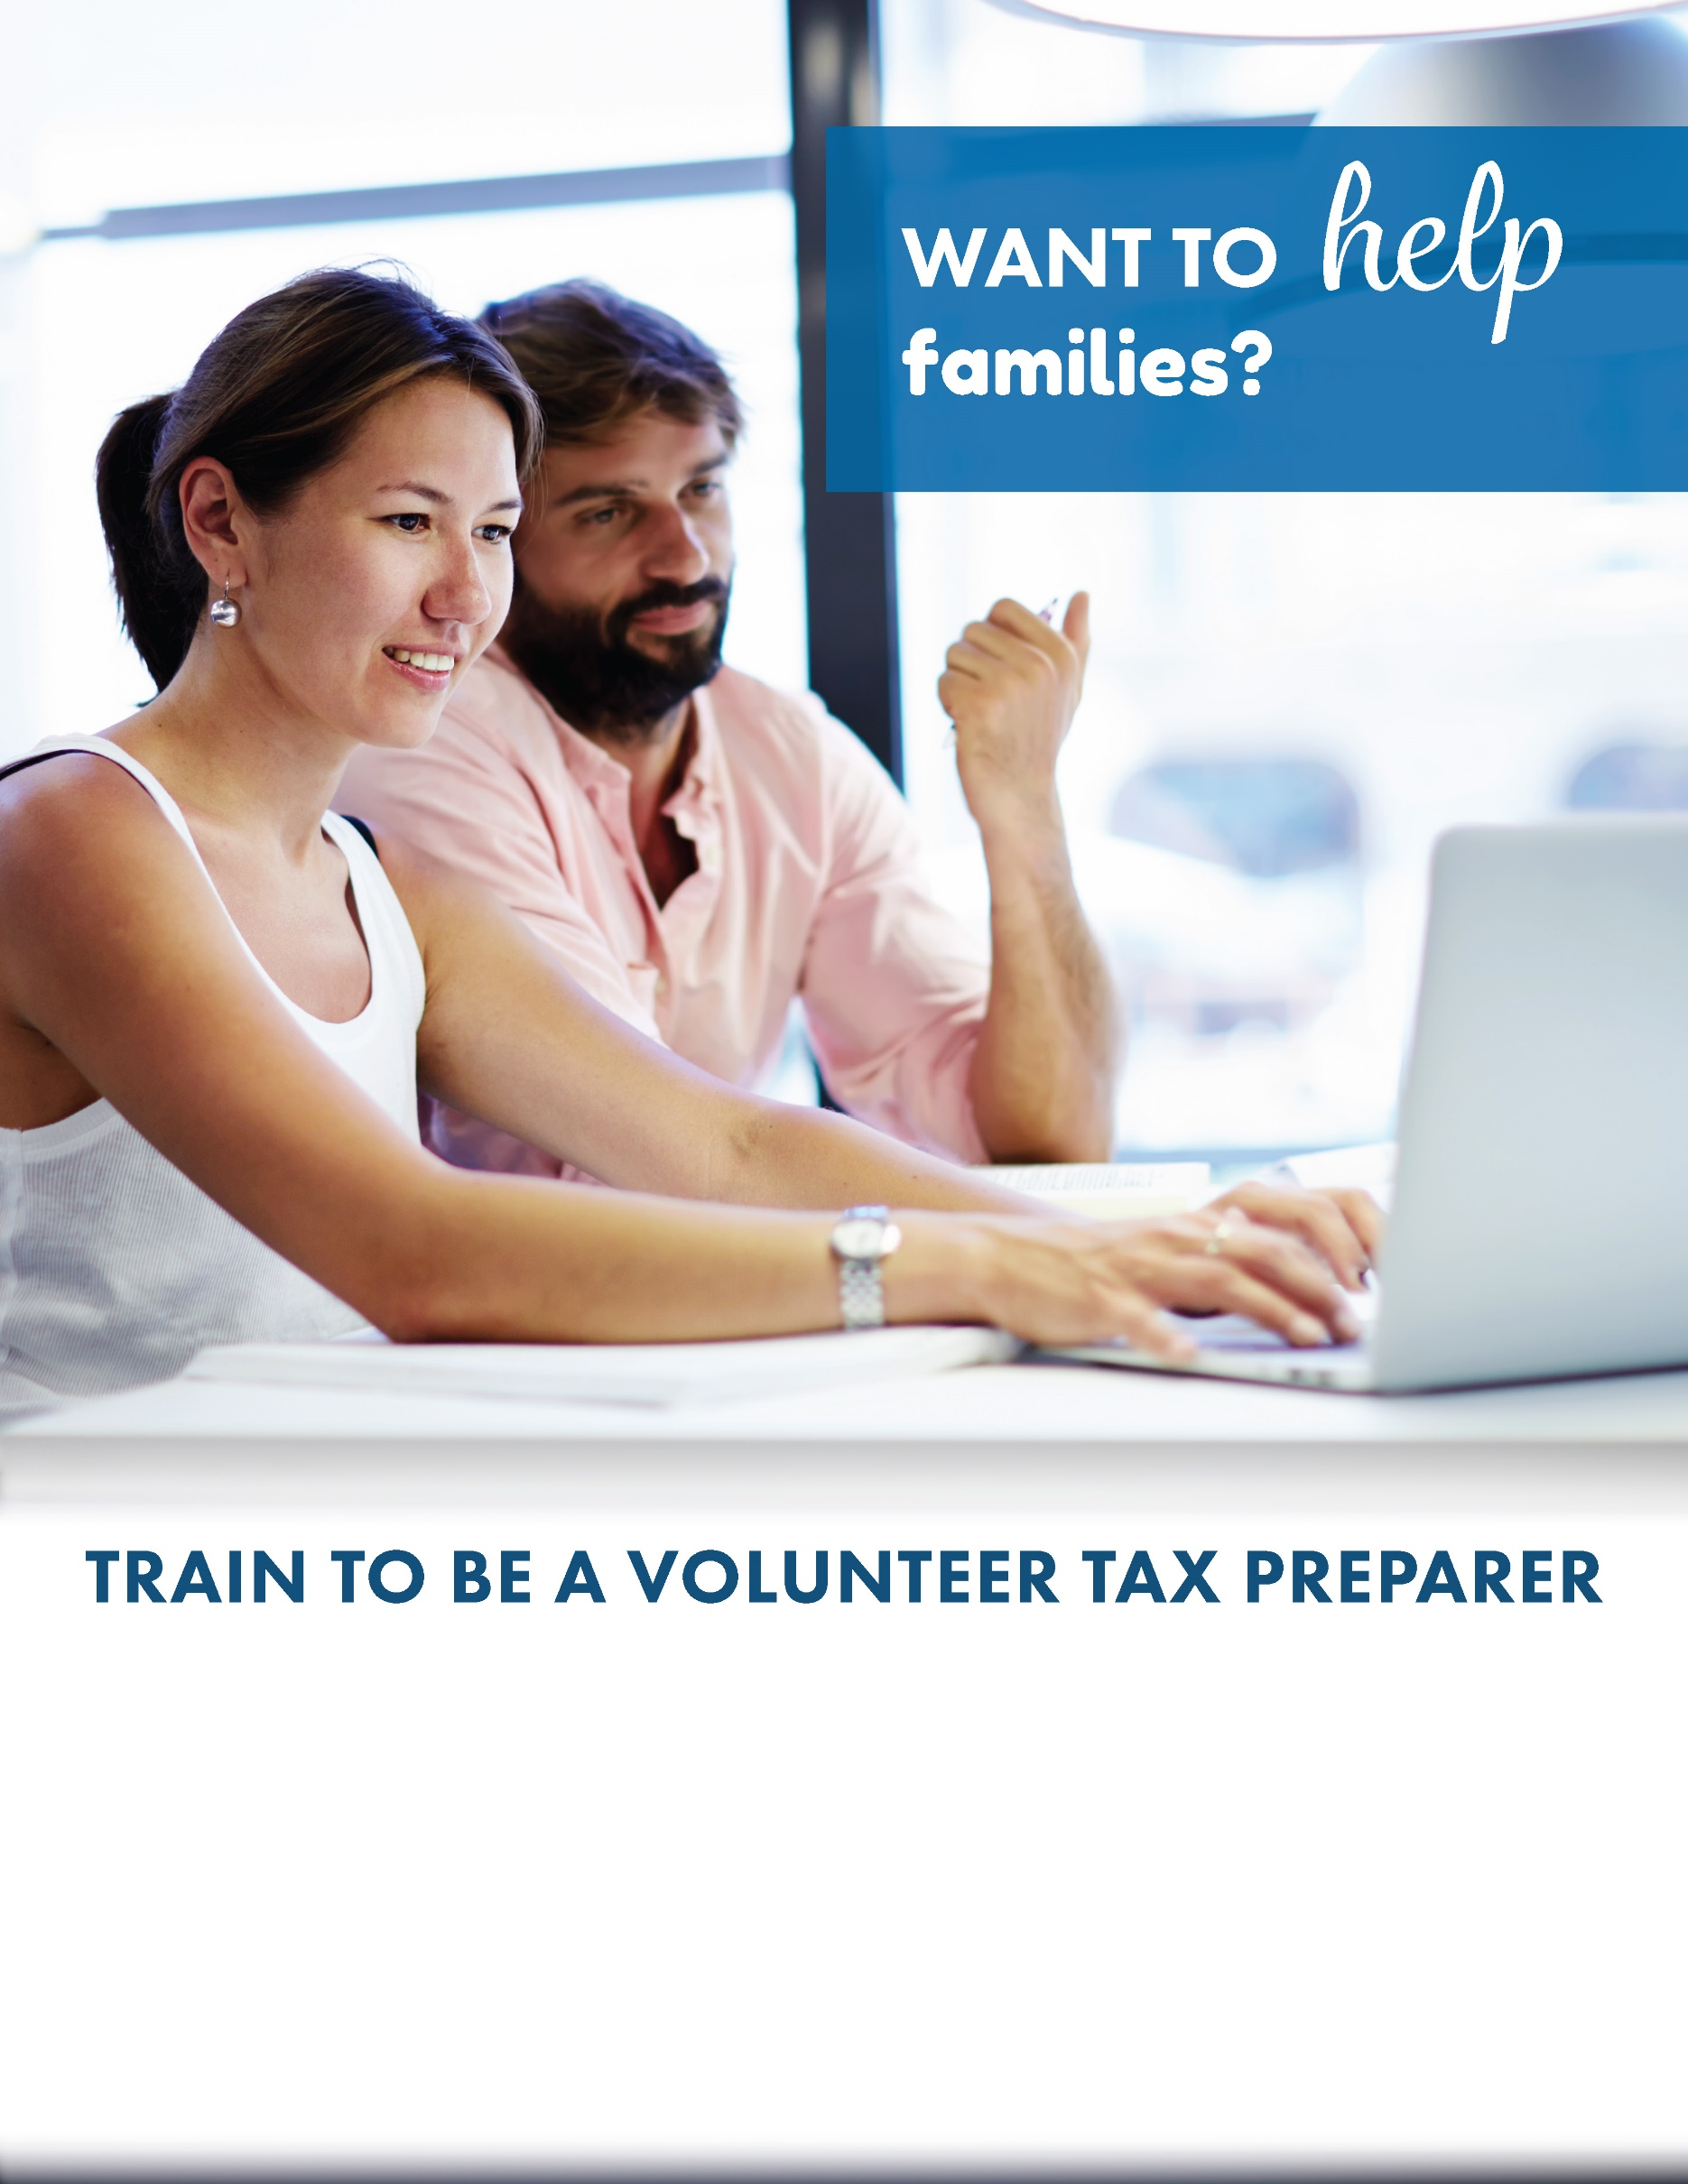 WANT TO help
families?
TRAIN TO BE A VOLUNTEER TAX PREPARER